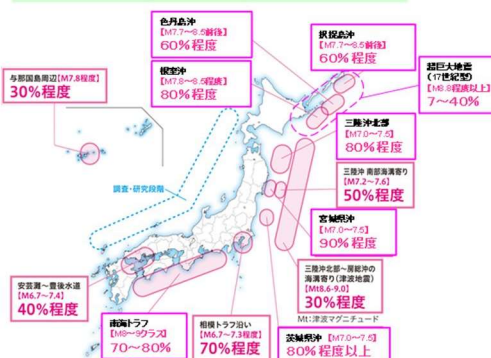 色丹島沖
【M7.7〜8.5前後】
60%程度
択捉島沖
【M7.7〜8.5前後】
60%程度
超巨大地震
（17世紀型）
【M8.8程度以上】
7〜40%
与那国島周辺【M7.8程度】
30%程度
根室沖
【M7.8〜8.5程度】
80%程度
三陸沖北部
【M7.0〜7.5】
80%程度
調査・研究段階
三陸沖 南部海溝寄り
【M7.2〜7.6】
50%程度
宮城県沖
【M7.0〜7.5】
90%程度
三陸沖北部〜房総沖の
海溝寄り（津波地震）
【Mt8.6-9.0】
30%程度
Mt：津波マグニチュード
安芸灘〜豊後水道
【M6.7〜7.4】
40%程度
南海トラフ
【M8〜9クラス】
70〜80%
相模トラフ沿い
【M6.7〜7.3程度】
70%程度
茨城県沖【M7.0〜7.5】
80%程度以上